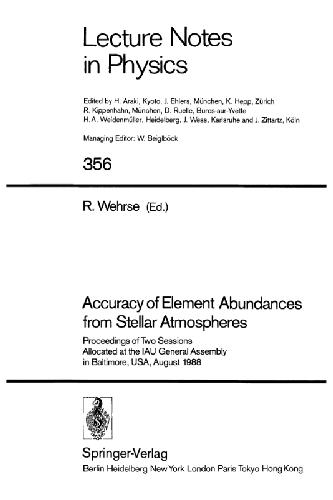 Lecture Notes
in Physics
Edited by H. Araki, Kyoto, J. Ehlers, München, K. Hepp, Zürich
R. Kippenhahn, München, D. Ruelle, Bures-sur-Yvette
H. A. Weidenmüller, Heidelberg, J. Wess, Karlsruhe and J. Zittartz, Köln
Managing Editor: W. Beiglböck
356
R. Wehrse (Ed.)
Accuracy of Element Abundances
from Stellar Atmospheres
Proceedings of Two Sessions
Allocated at the IAU General Assembly
in Baltimore, USA, August 1988
Springer-Verlag
Berlin Heidelberg New York London Paris Tokyo Hong Kong